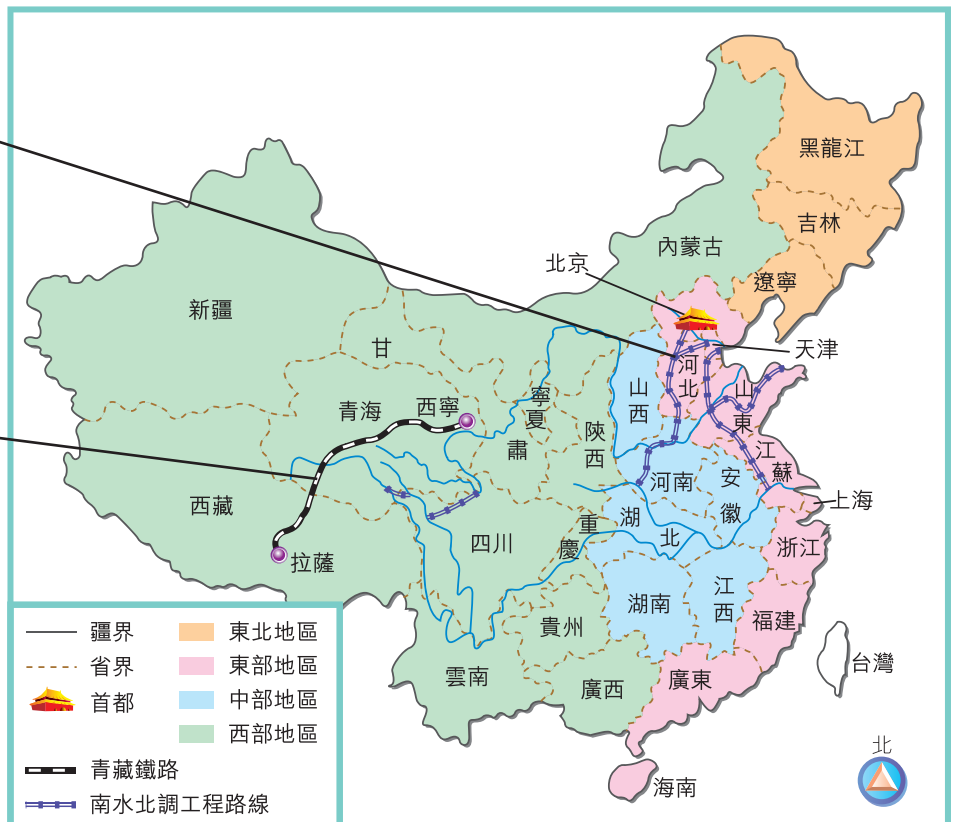 黑龍江
吉林
內蒙古
北京
遼寧
新疆
天津
甘
河北
山西
山東
寧夏
青海
西寧
陝西
肅
江蘇
河南
安徽
西藏
上海
湖北
重慶
四川
浙江
拉薩
江西
湖南
貴州
福建
台灣
雲南
廣東
廣西
海南
北
疆界
省界
首都
東北地區
東部地區
中部地區
西部地區
青藏鐵路
南水北調工程路線